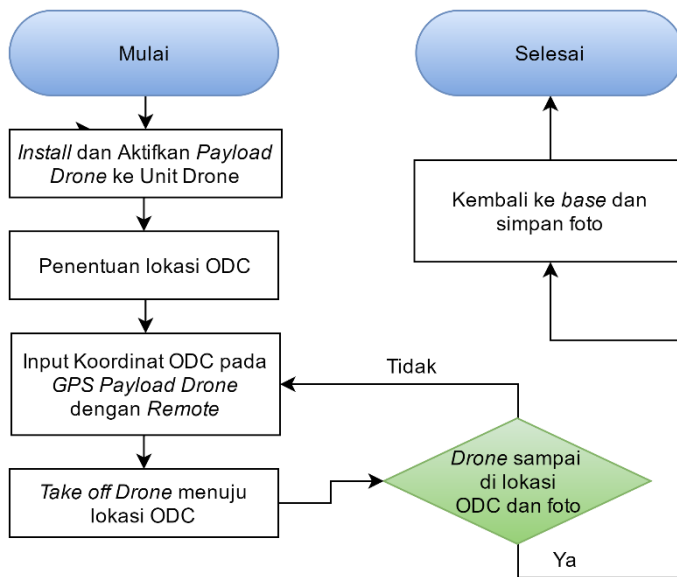 Mulai
Install dan Aktifkan Payload
Drone ke Unit Drone
Penentuan lokasi ODC
Input Koordinat ODC pada
GPS Payload Drone
dengan Remote
Take off Drone menuju
lokasi ODC
Tidak
Drone sampai
di lokasi
ODC dan foto
Ya
Kembali ke base dan
simpan foto
Selesai